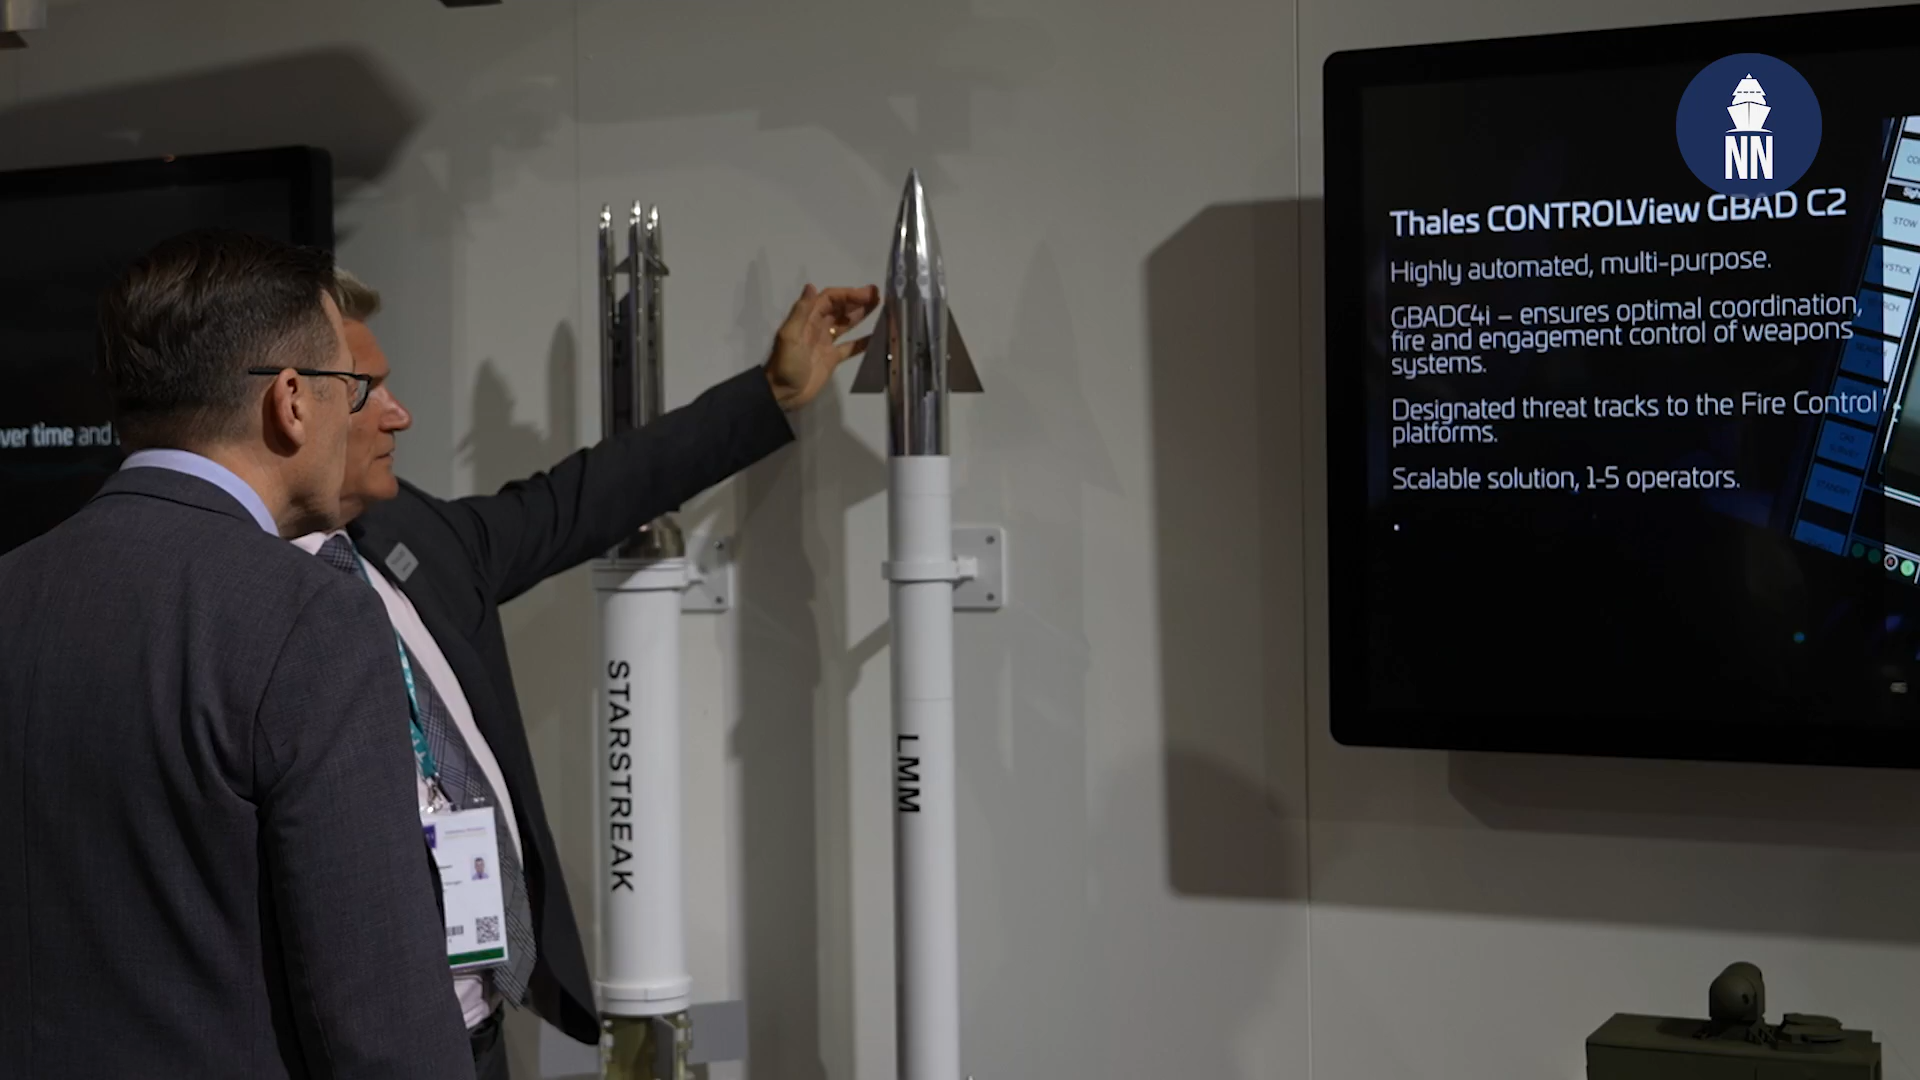 NN
Thales CONTROLView GBAD C2
Highly automated, multi-purpose.
GBADC4i – ensures optimal coordination,
fire and engagement control of weapons
systems.
Designated threat tracks to the Fire Control
platforms.
Scalable solution, 1-5 operators.
ver time and
STARSTREAK
LMM
STOW
STANDBY